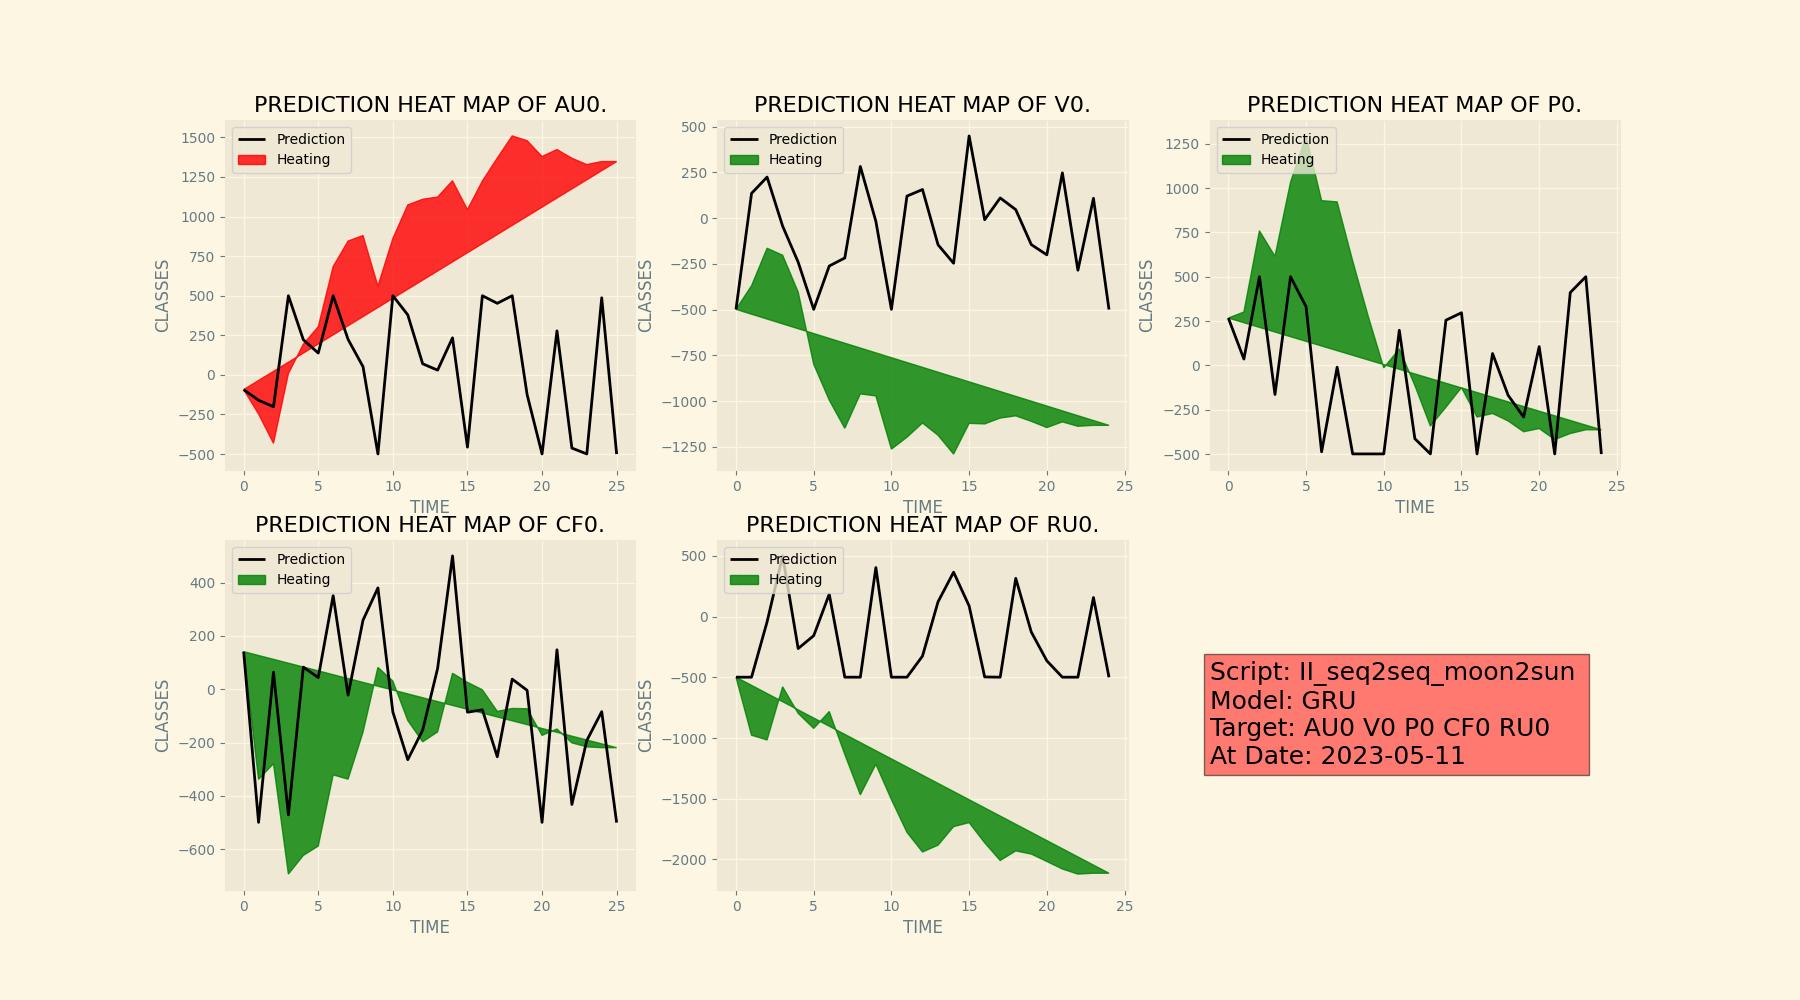 PREDICTION HEAT MAP OF AU0.
Prediction
Heating
1500
1250
1000
750
500
250
0
−250
−500
CLASSES
0 5 10 15 20 25
TIME
PREDICTION HEAT MAP OF V0.
Prediction
Heating
500
250
0
−250
−500
−750
−1000
−1250
CLASSES
0 5 10 15 20 25
TIME
PREDICTION HEAT MAP OF P0.
Prediction
Heating
1250
1000
750
500
250
0
−250
−500
CLASSES
0 5 10 15 20 25
TIME
PREDICTION HEAT MAP OF CF0.
Prediction
Heating
400
200
0
−200
−400
−600
CLASSES
0 5 10 15 20 25
TIME
PREDICTION HEAT MAP OF RU0.
Prediction
Heating
500
0
−500
−1000
−1500
−2000
CLASSES
0 5 10 15 20 25
TIME
Script: II_seq2seq_moon2sun
Model: GRU
Target: AU0 V0 P0 CF0 RU0
At Date: 2023-05-11